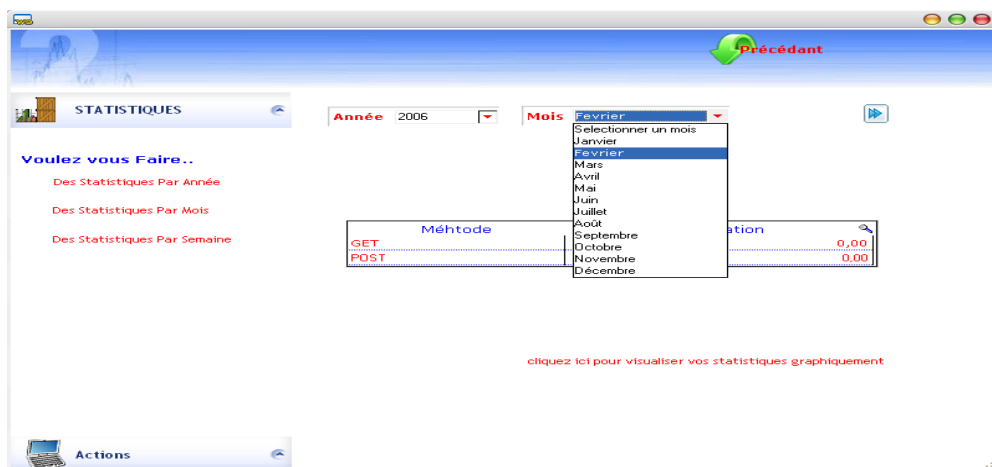 Précédant
STATISTIQUES
Année 2006 Mois Fevrier
Selectionner un mois
Janvier
Fevrier
Mars
Avril
Mai
Juin
Juillet
Août
Septembre
Octobre
Novembre
Décembre
Voulez vous Faire..
Des Statistiques Par Année
Des Statistiques Par Mois
Des Statistiques Par Semaine
Méhtode ation
GET 0,00
POST 0,00
cliquez ici pour visualiser vos statistiques graphiquement
Actions